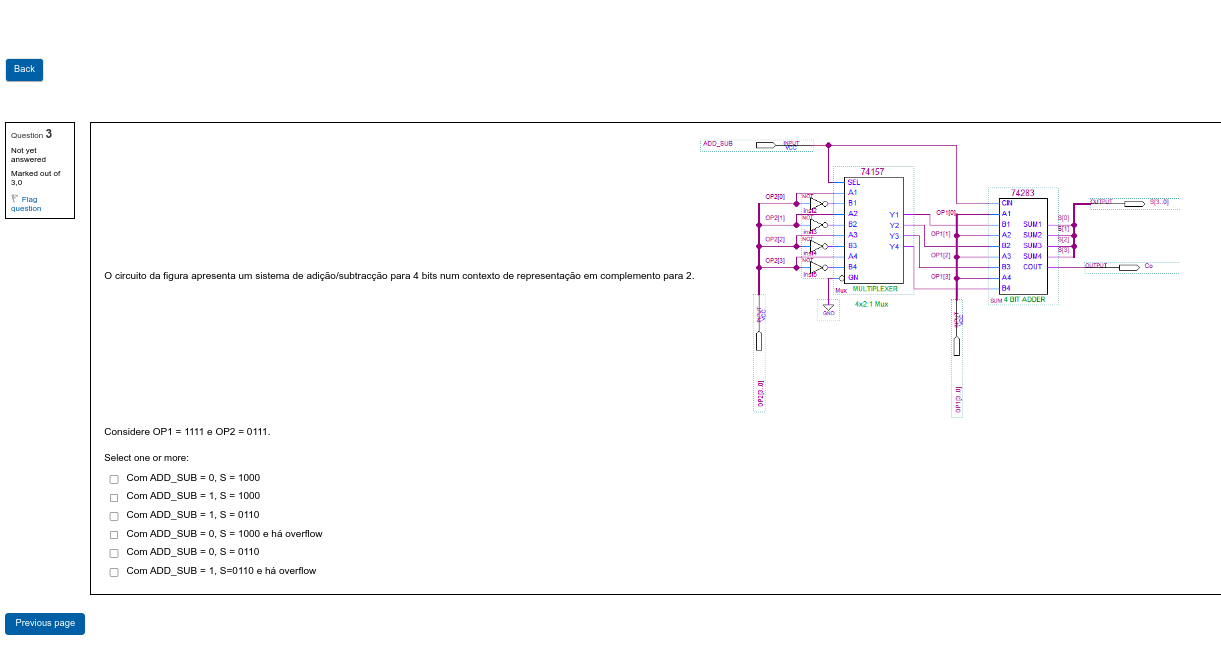 Back
Question 3
Not yet
answered
Marked out of
3,0
Flag
question
O circuito da figura apresenta um sistema de adição/subtracção para 4 bits num contexto de representação em complemento para 2.
ADD_SUB
INPUT
VCC
74157
SEL
A1
B1
A2
B2
A3
B3
A4
B4
GN
Y1
Y2
Y3
Y4
Mux
MULTIPLEXER
4x2:1 Mux
OP2[0]
OP2[1]
OP2[2]
OP2[3]
NOT
inst2
NOT
inst3
NOT
inst4
NOT
inst5
GND
INPUT
VCC
OP2[3..0]
74283
CIN
A1
B1
A2
B2
A3
B3
A4
B4
SUM1
SUM2
SUM3
SUM4
COUT
SUM
4 BIT ADDER
OP1[0]
OP1[1]
OP1[2]
OP1[3]
INPUT
VCC
OP1[3..0]
S[0]
S[1]
S[2]
S[3]
OUTPUT
S[3..0]
OUTPUT
Co
Considere OP1 = 1111 e OP2 = 0111.
Select one or more:
Com ADD_SUB = 0, S = 1000
Com ADD_SUB = 1, S = 1000
Com ADD_SUB = 1, S = 0110
Com ADD_SUB = 0, S = 1000 e há overflow
Com ADD_SUB = 0, S = 0110
Com ADD_SUB = 1, S=0110 e há overflow
Previous page